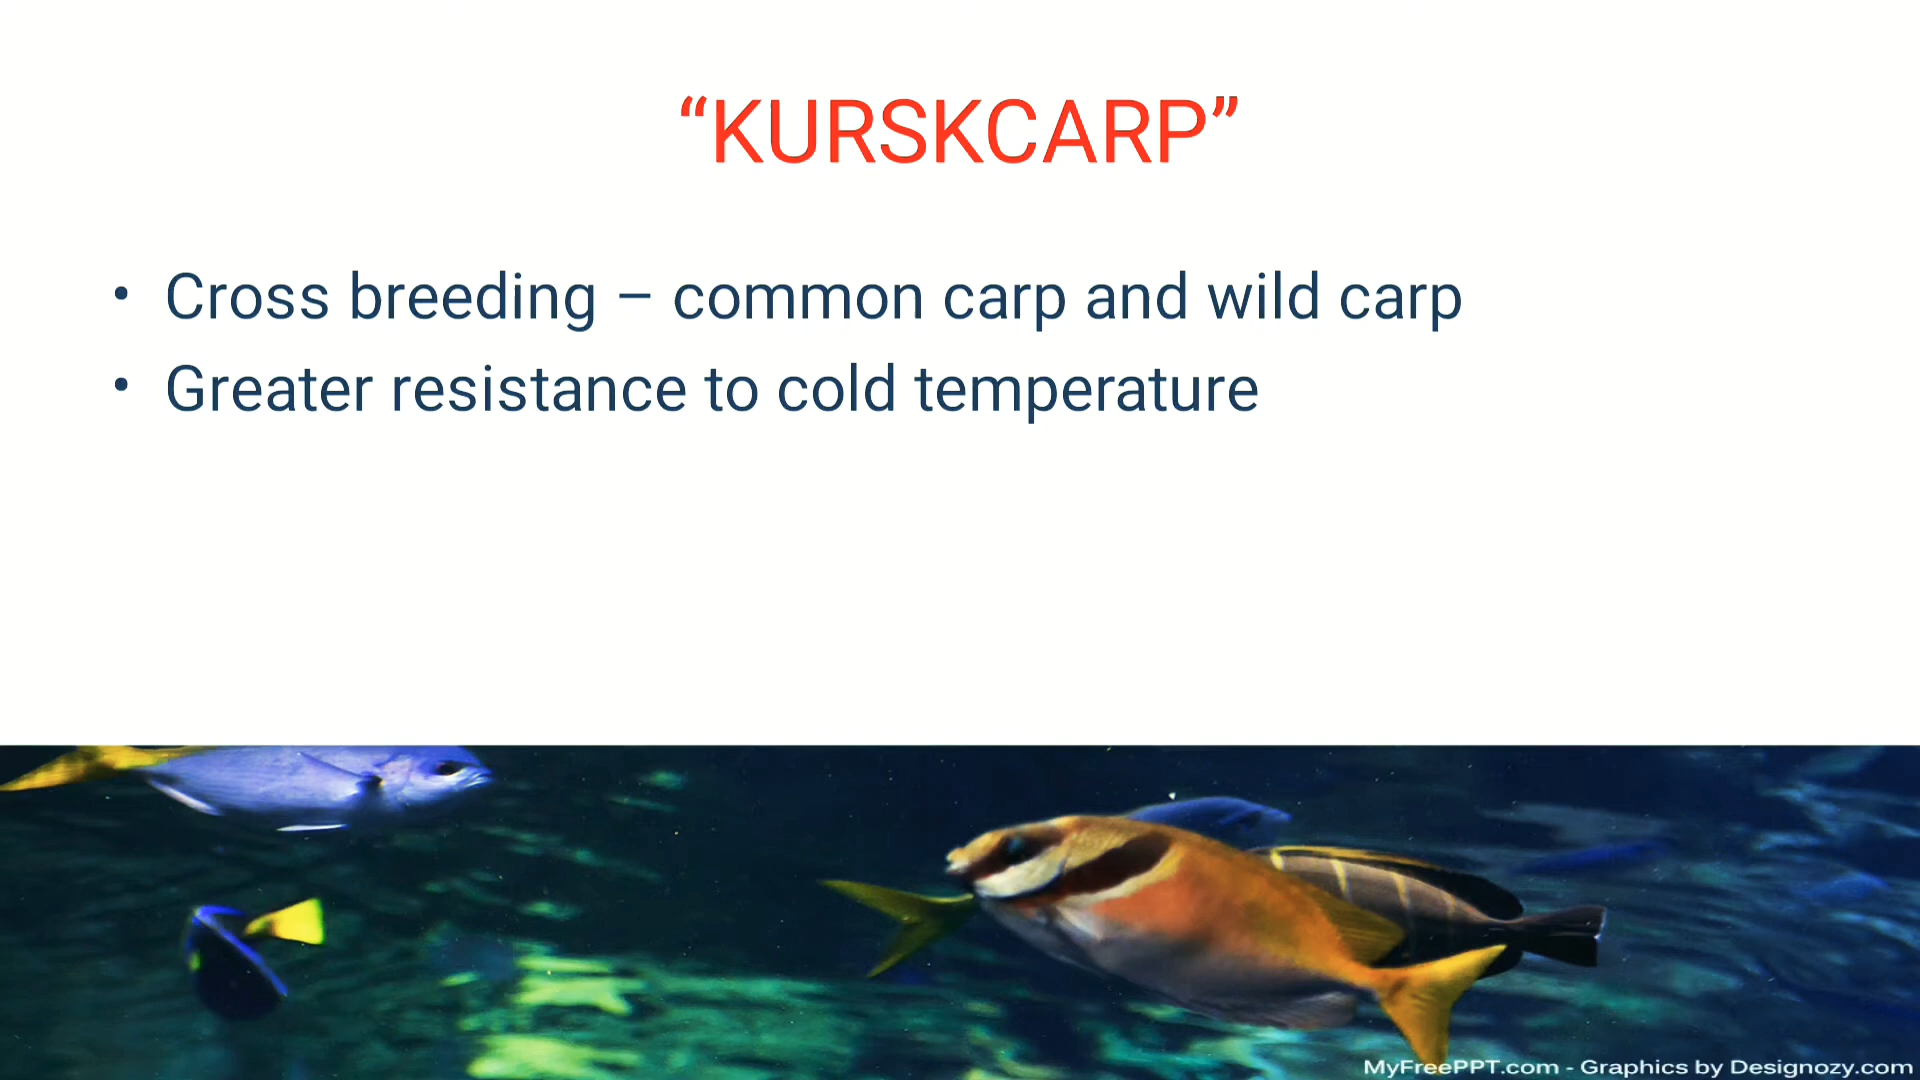 “KURSKCARP”
• Cross breeding – common carp and wild carp
• Greater resistance to cold temperature
MyFreePPT.com - Graphics by Designozy.com